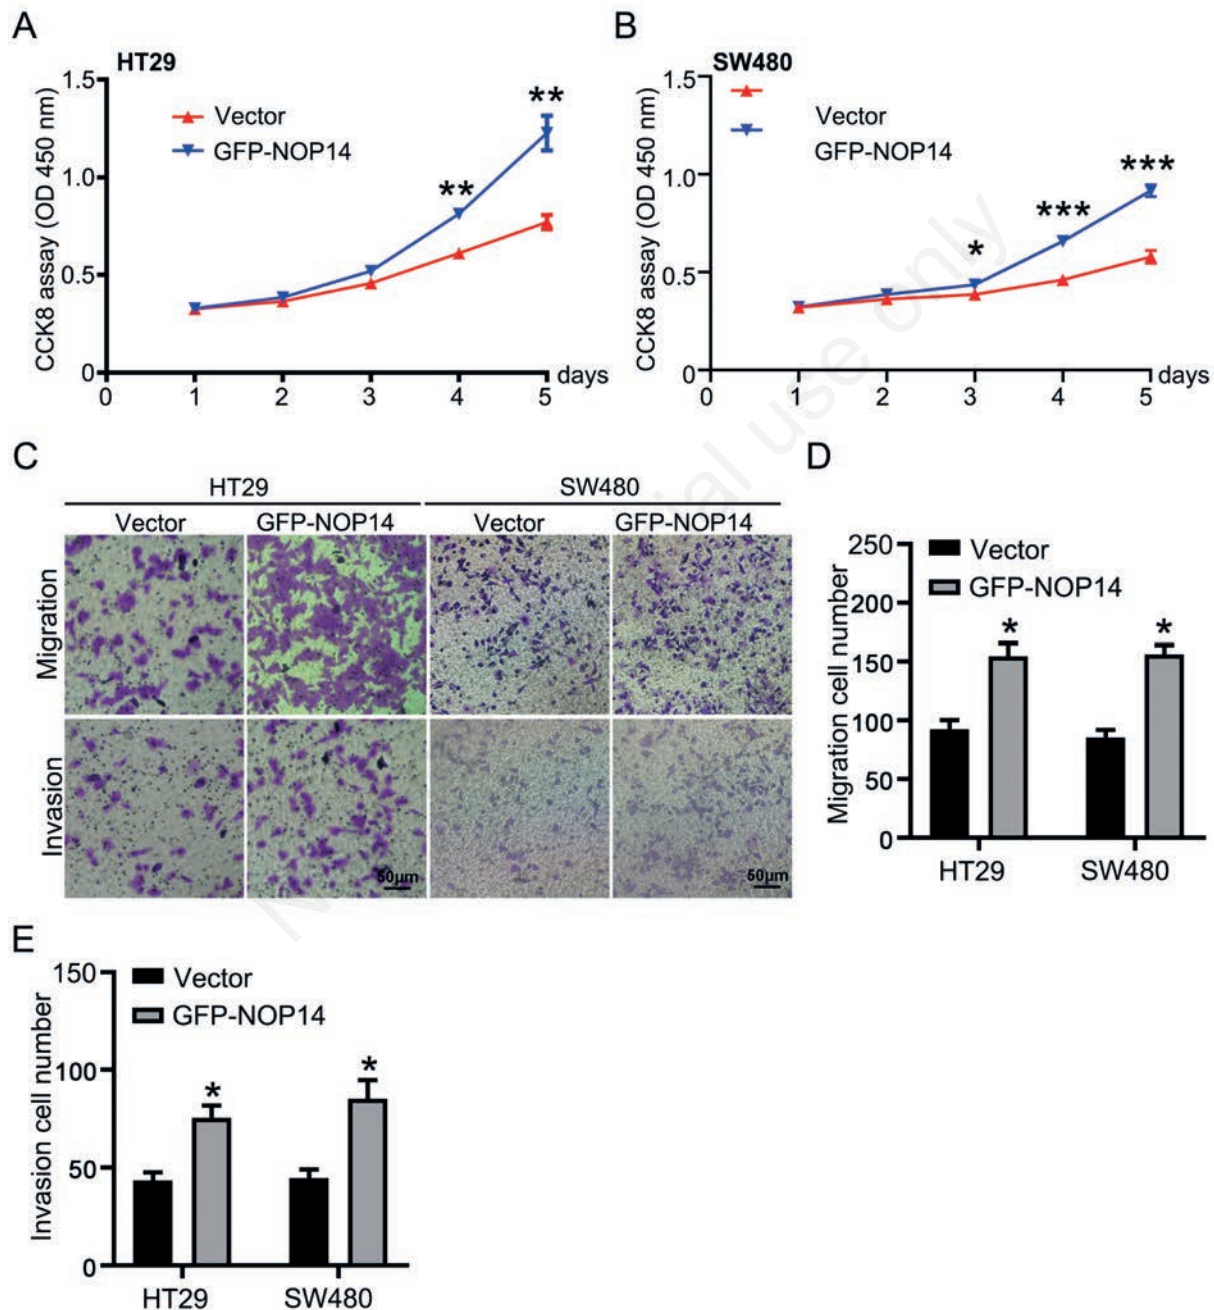 A
HT29
CCK8 assay (OD 450 nm)
1.5
1.0
0.5
0
Vector
GFP-NOP14
**
**
0 1 2 3 4 5 days
B
SW480
CCK8 assay (OD 450 nm)
1.5
1.0
0.5
0
Vector
GFP-NOP14
*
***
***
0 1 2 3 4 5 days
C
HT29 SW480
Vector GFP-NOP14 Vector GFP-NOP14
Migration
Invasion
50μm 50μm
D
Migration cell number
250
200
150
100
50
0
Vector
GFP-NOP14
* *
HT29 SW480
E
Invasion cell number
150
100
50
0
Vector
GFP-NOP14
* *
HT29 SW480
use only